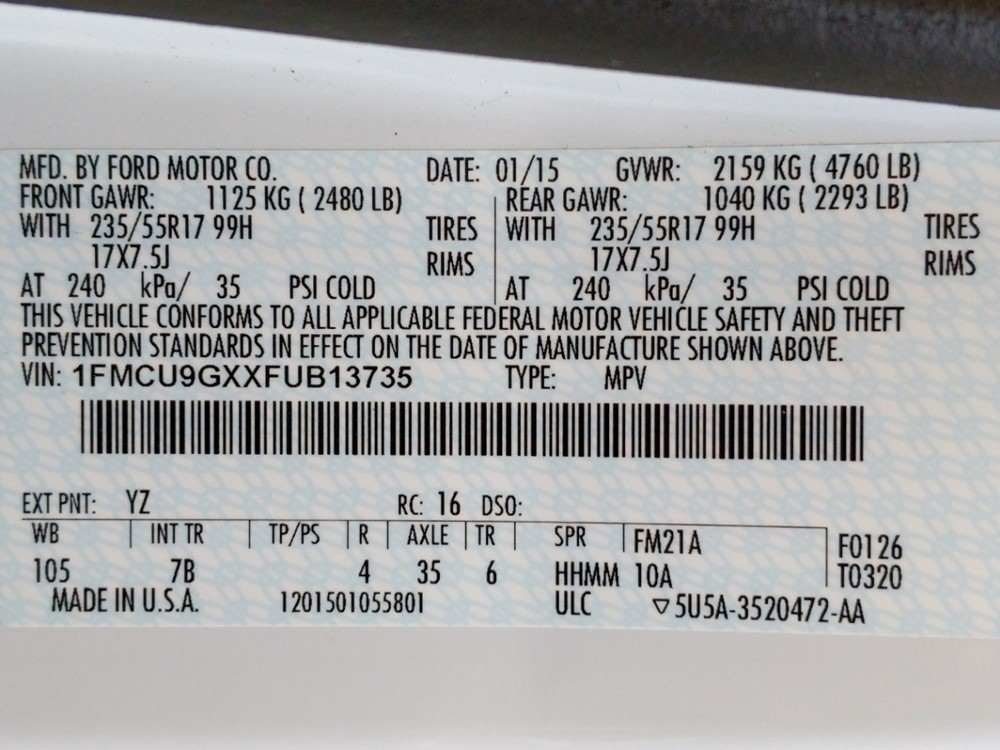 MFD. BY FORD MOTOR CO. DATE: 01/15 GVWR: 2159 KG ( 4760 LB)
FRONT GAWR: 1125 KG ( 2480 LB) REAR GAWR: 1040 KG ( 2293 LB)
WITH 235/55R17 99H TIRES WITH 235/55R17 99H TIRES
17X7.5J RIMS 17X7.5J RIMS
AT 240 kPa/ 35 PSI COLD AT 240 kPa/ 35 PSI COLD
THIS VEHICLE CONFORMS TO ALL APPLICABLE FEDERAL MOTOR VEHICLE SAFETY AND THEFT
PREVENTION STANDARDS IN EFFECT ON THE DATE OF MANUFACTURE SHOWN ABOVE.
VIN: 1FMCU9GXXFUB13735 TYPE: MPV
EXT PNT: YZ RC: 16 DSO:
WB INT TR TP/PS R AXLE TR SPR FM21A F0126
105 7B 4 35 6 HHMM 10A T0320
MADE IN U.S.A. 1201501055801 ULC ▽5U5A-3520472-AA